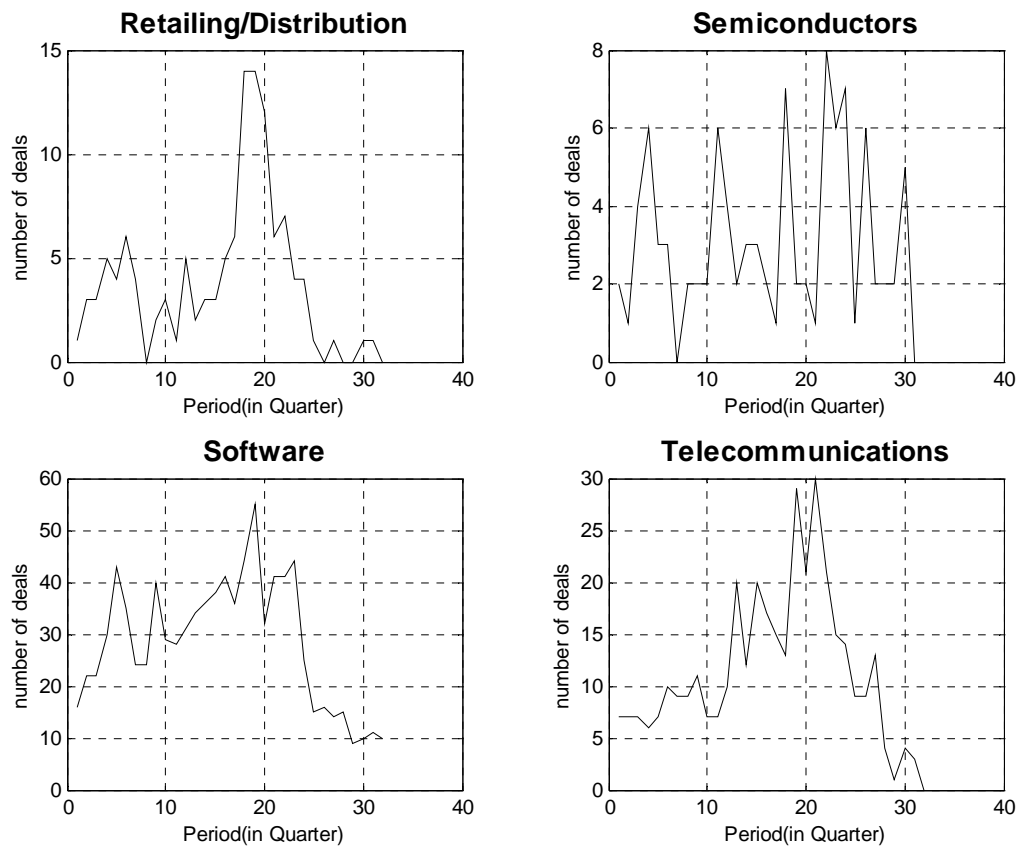 Retailing/Distribution
15
10
5
0
number of deals
0 10 20 30 40
Period(in Quarter)
Semiconductors
8
6
4
2
0
number of deals
0 10 20 30 40
Period(in Quarter)
Software
60
50
40
30
20
10
0
number of deals
0 10 20 30 40
Period(in Quarter)
Telecommunications
30
25
20
15
10
5
0
number of deals
0 10 20 30 40
Period(in Quarter)